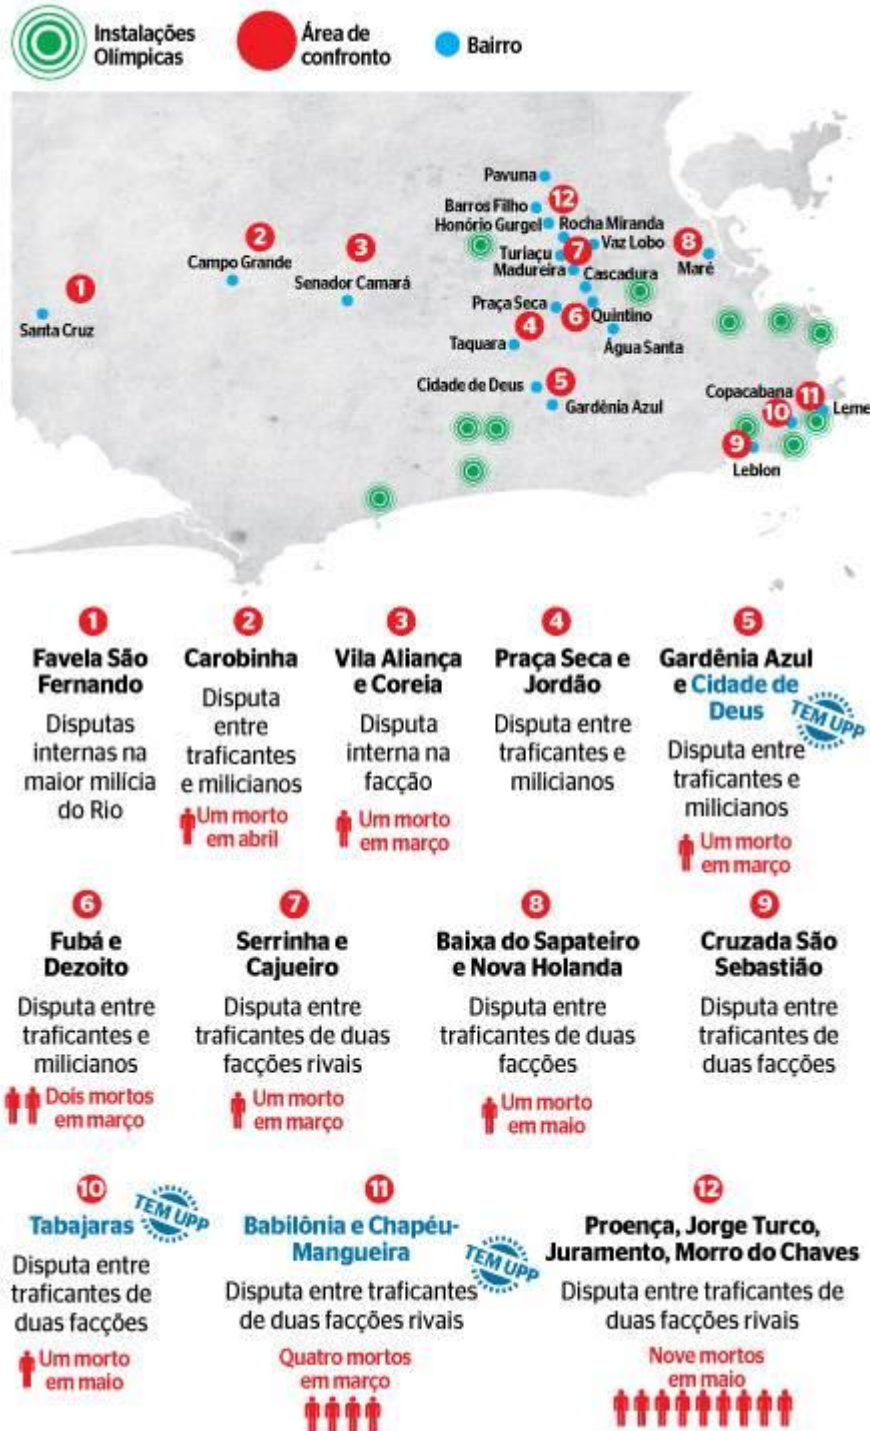 Instalações
Olímpicas
Área de
confronto
Bairro
Pavuna
Barros Filho
12
Honório Gurgel
Rocha Miranda
2
3
7
Vaz Lobo
8
Campo Grande
Turiaçu
Madureira
Cascadura
Maré
1
Senador Camará
Santa Cruz
Praça Seca
4
6
Quintino
Taquara
Água Santa
Cidade de Deus
5
Gardênia Azul
Copacabana
11
10
Leme
9
Leblon
1
Favela São
Fernando
Disputas
internas na
maior milícia
do Rio
2
Carobinha
Disputa
entre
traficantes
e milicianos
Um morto
em abril
3
Vila Aliança
e Coreia
Disputa
interna na
facção
Um morto
em março
4
Praça Seca e
Jordão
Disputa entre
traficantes e
milicianos
5
Gardênia Azul
e Cidade de
Deus
TEM UPP
Disputa entre
traficantes e
milicianos
Um morto
em março
6
Fubá e
Dezoito
Disputa entre
traficantes e
milicianos
Dois mortos
em março
7
Serrinha e
Cajueiro
Disputa entre
traficantes de duas
facções rivais
Um morto
em março
8
Baixa do Sapateiro
e Nova Holanda
Disputa entre
traficantes de duas
facções
Um morto
em maio
9
Cruzada São
Sebastião
Disputa entre
traficantes de
duas facções
10
Tabajaras
TEM UPP
Disputa entre
traficantes de
duas facções
Um morto
em maio
11
Babilônia e Chapéu-
Mangueira
TEM UPP
Disputa entre traficantes
de duas facções rivais
Quatro mortos
em março
12
Proença, Jorge Turco,
Juramento, Morro do Chaves
Disputa entre traficantes de
duas facções rivais
Nove mortos
em maio